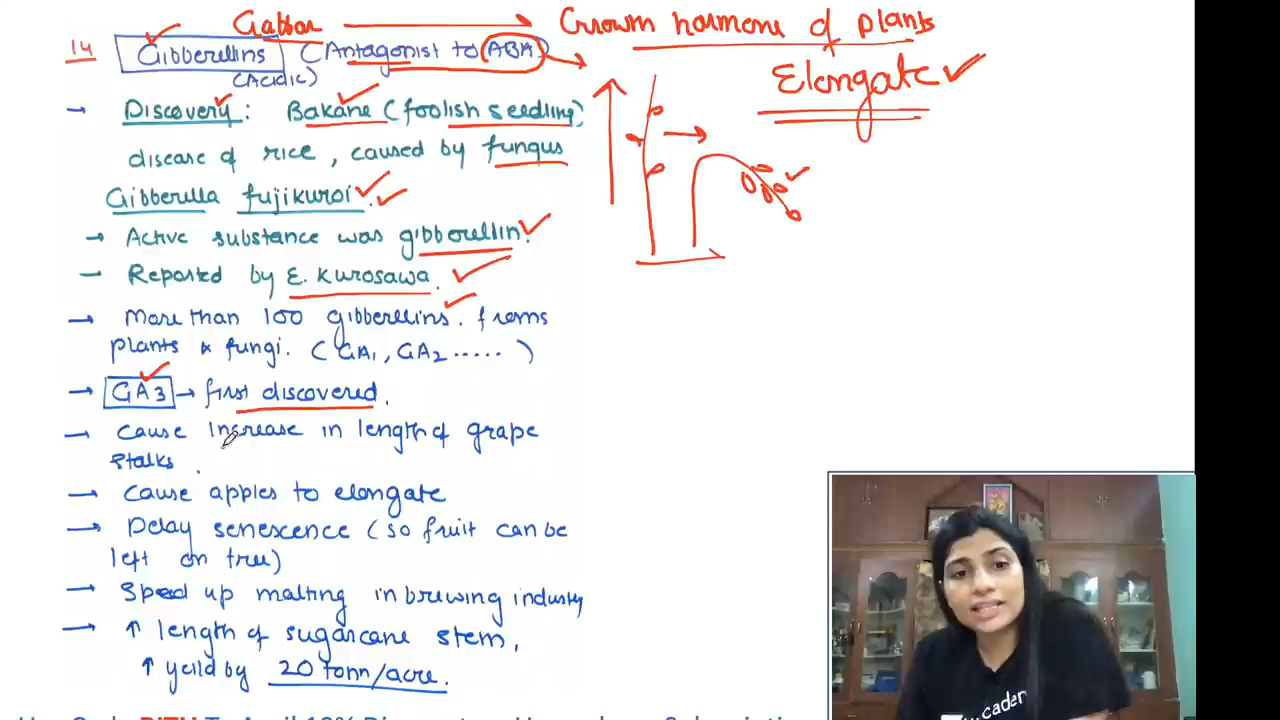 Gabbar → Growth hormone of plants
14 Gibberellins (Antagonist to ABA)
(Acidic)
Elongate ✓
→ Discovery : Bakane (foolish seedling)
disease of rice, caused by fungus
Gibberella fujikuroi.
→ Active substance was gibberellin.
→ Reported by E. Kurosawa.
→ More than 100 gibberellins. froms
plants & fungi. (GA1, GA2 ..... )
→ GA3 → first discovered.
→ cause increase in length of grape
stalks.
→ cause apples to elongate
→ Delay senescence (so fruit can be
left on tree)
→ Speed up malting in brewing industry
→ ↑ length of sugarcane stem,
↑ yeild by 20 tonn/acre.